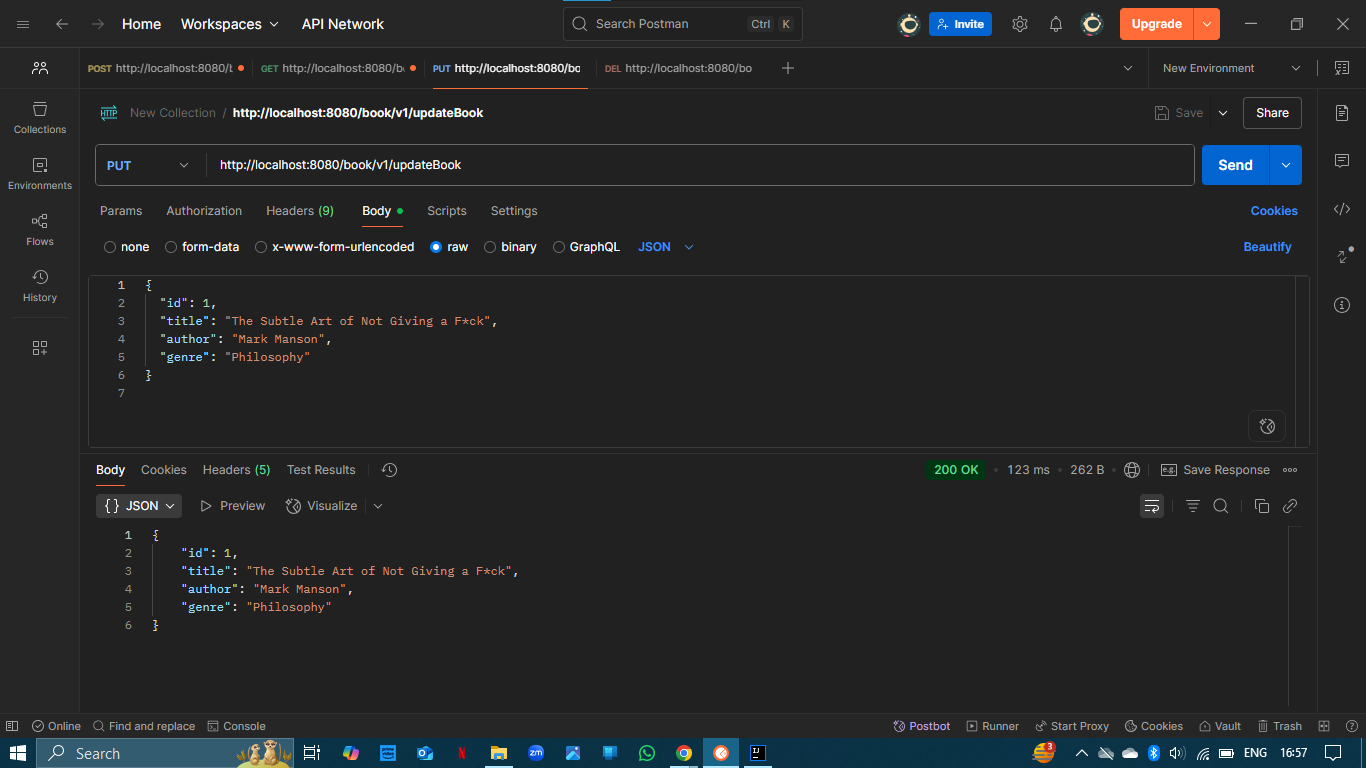 Home Workspaces API Network Search Postman Ctrl K Invite Upgrade
POST http://localhost:8080/b GET http://localhost:8080/bo PUT http://localhost:8080/bo DEL http://localhost:8080/bo New Environment
HTTP New Collection / http://localhost:8080/book/v1/updateBook Save Share
Collections
PUT http://localhost:8080/book/v1/updateBook Send
Environments
Params Authorization Headers (9) Body Scripts Settings Cookies
Flows
none form-data x-www-form-urlencoded raw binary GraphQL JSON Beautify
History
1 {
2 "id": 1,
3 "title": "The Subtle Art of Not Giving a F*ck",
4 "author": "Mark Manson",
5 "genre": "Philosophy"
6 }
7
Body Cookies Headers (5) Test Results 200 OK 123 ms 262 B e.g. Save Response
{} JSON Preview Visualize
1 {
2 "id": 1,
3 "title": "The Subtle Art of Not Giving a F*ck",
4 "author": "Mark Manson",
5 "genre": "Philosophy"
6 }
Online Find and replace Console Postbot Runner Start Proxy Cookies Vault Trash
Search N zm IJ 3 ENG 16:57